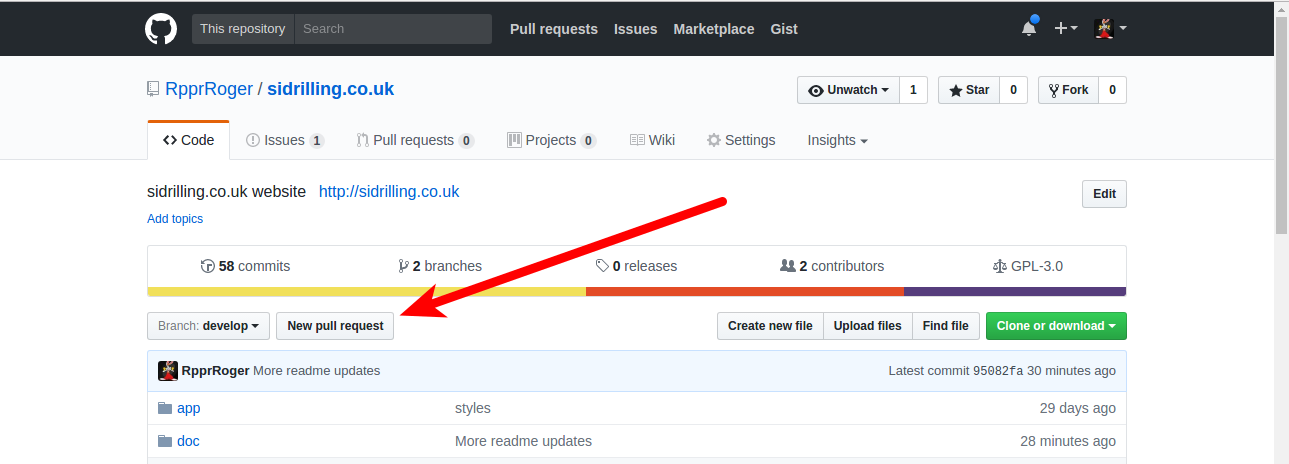 This repository Search Pull requests Issues Marketplace Gist
RpprRoger / sidrilling.co.uk Unwatch 1 Star 0 Fork 0
Code Issues 1 Pull requests 0 Projects 0 Wiki Settings Insights
sidrilling.co.uk website http://sidrilling.co.uk Edit
Add topics
58 commits 2 branches 0 releases 2 contributors GPL-3.0
Branch: develop New pull request Create new file Upload files Find file Clone or download
RpprRoger More readme updates Latest commit 95082fa 30 minutes ago
app styles 29 days ago
doc More readme updates 28 minutes ago